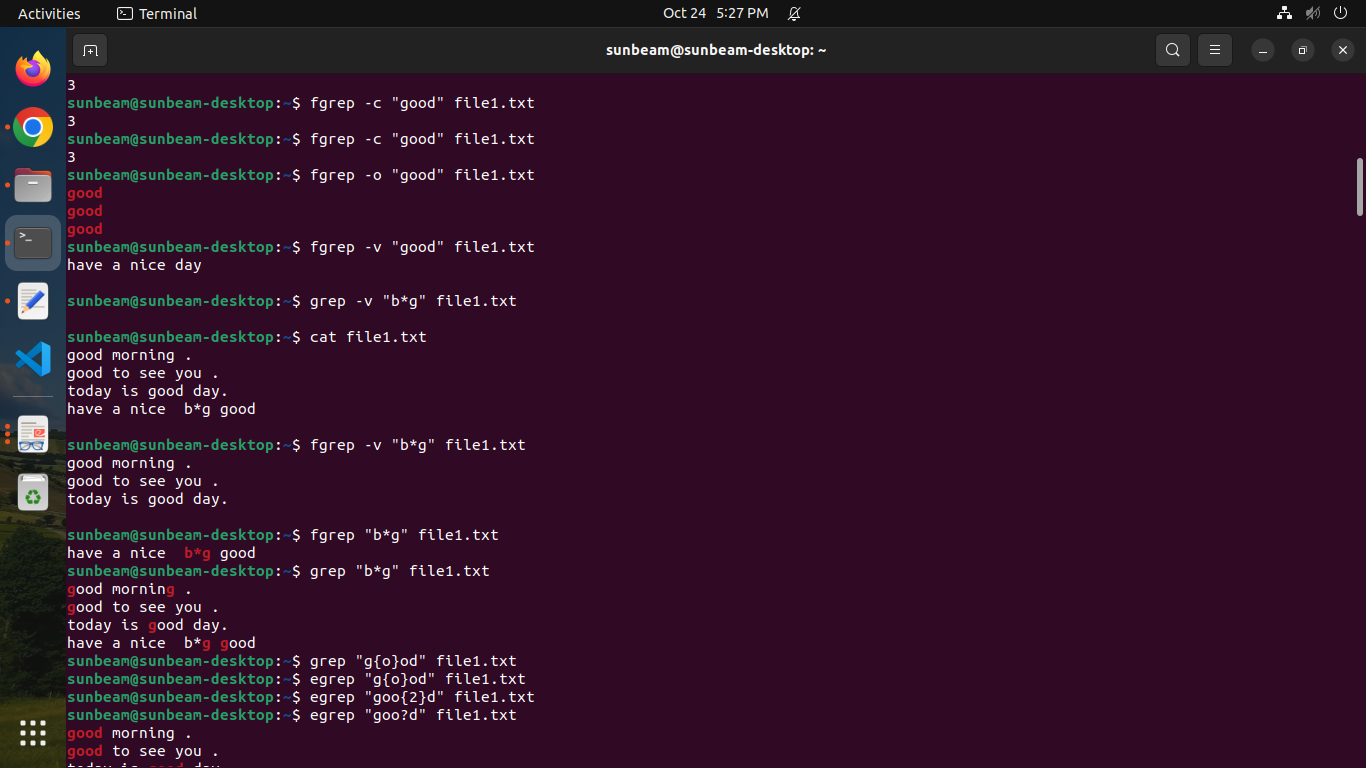 Activities Terminal Oct 24 5:27 PM
sunbeam@sunbeam-desktop: ~
3
sunbeam@sunbeam-desktop:~$ fgrep -c "good" file1.txt
3
sunbeam@sunbeam-desktop:~$ fgrep -c "good" file1.txt
3
sunbeam@sunbeam-desktop:~$ fgrep -o "good" file1.txt
good
good
good
sunbeam@sunbeam-desktop:~$ fgrep -v "good" file1.txt
have a nice day
sunbeam@sunbeam-desktop:~$ grep -v "b*g" file1.txt
sunbeam@sunbeam-desktop:~$ cat file1.txt
good morning .
good to see you .
today is good day.
have a nice  b*g good
sunbeam@sunbeam-desktop:~$ fgrep -v "b*g" file1.txt
good morning .
good to see you .
today is good day.
sunbeam@sunbeam-desktop:~$ fgrep "b*g" file1.txt
have a nice  b*g good
sunbeam@sunbeam-desktop:~$ grep "b*g" file1.txt
good morning .
good to see you .
today is good day.
have a nice  b*g good
sunbeam@sunbeam-desktop:~$ grep "g{o}od" file1.txt
sunbeam@sunbeam-desktop:~$ egrep "g{o}od" file1.txt
sunbeam@sunbeam-desktop:~$ egrep "goo{2}d" file1.txt
sunbeam@sunbeam-desktop:~$ egrep "goo?d" file1.txt
good morning .
good to see you .
today is good day